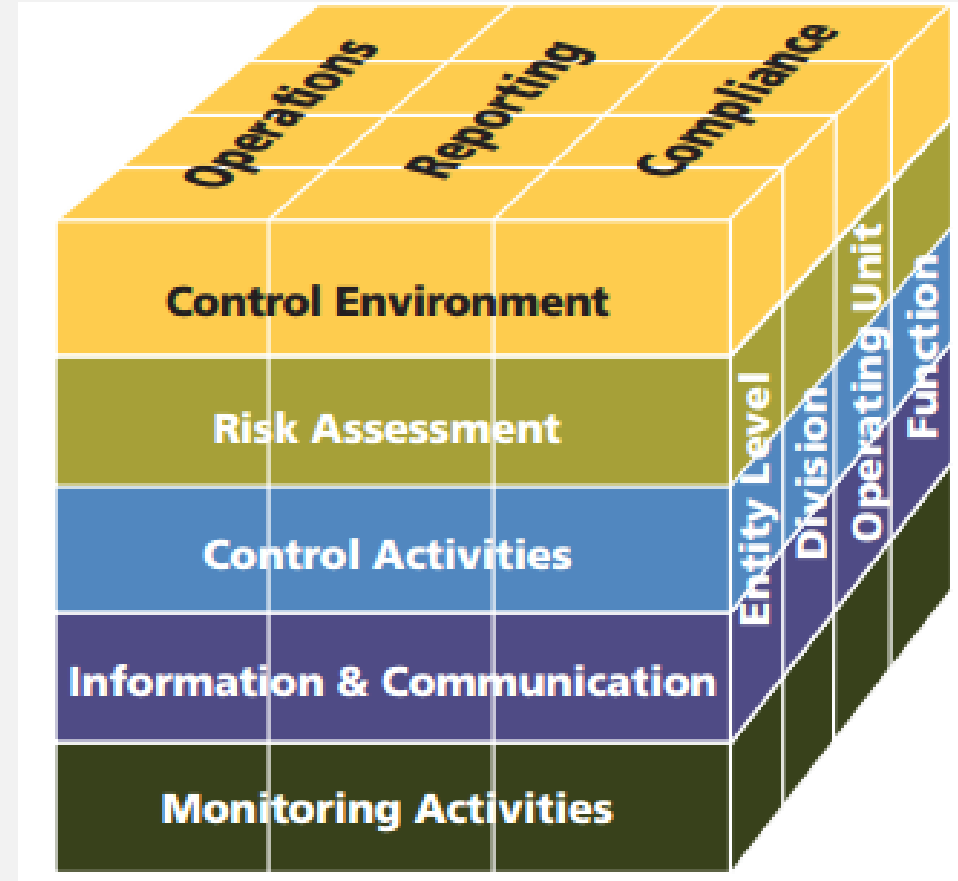 Operations
Reporting
Compliance
Control Environment
Risk Assessment
Control Activities
Information & Communication
Monitoring Activities
Entity Level
Division
Operating Unit
Function